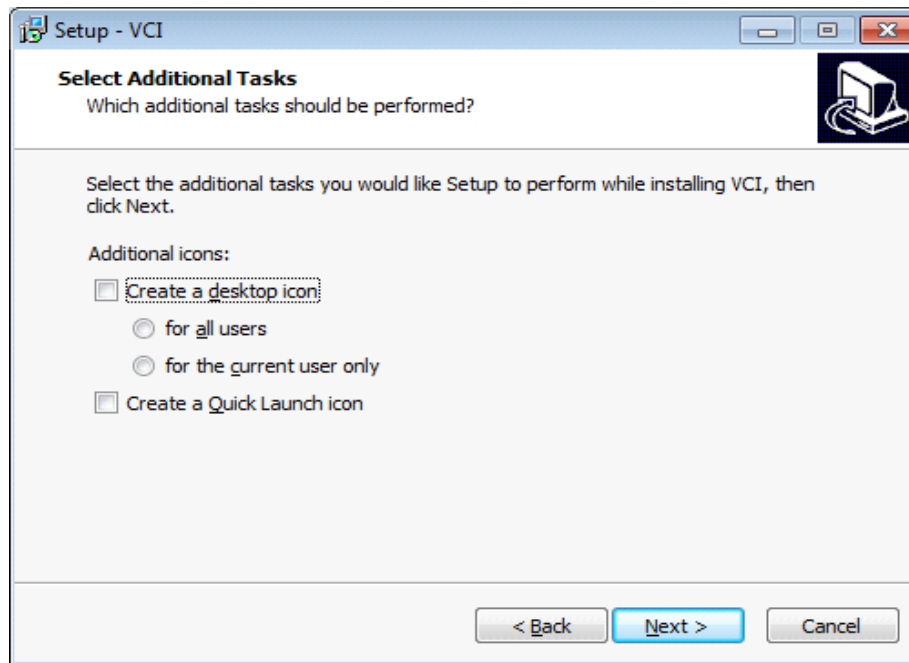 Setup - VCI
Select Additional Tasks
Which additional tasks should be performed?
Select the additional tasks you would like Setup to perform while installing VCI, then
click Next.
Additional icons:
Create a desktop icon
for all users
for the current user only
Create a Quick Launch icon
< Back
Next >
Cancel